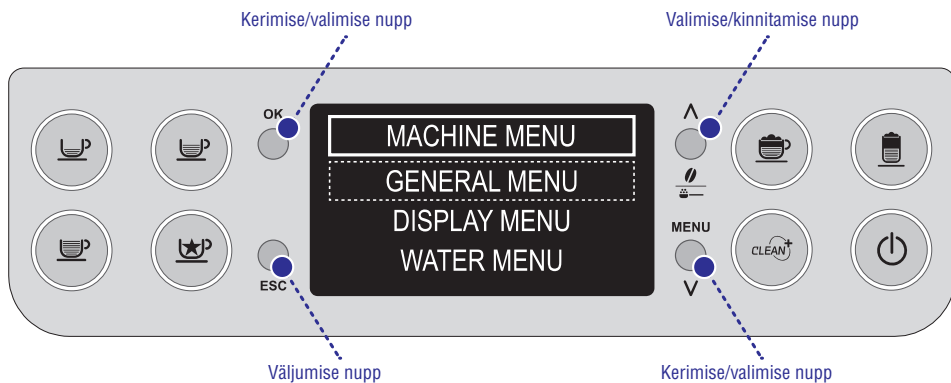 Kerimise/valimise nupp
Valimise/kinnitamise nupp
OK
MACHINE MENU
GENERAL MENU
DISPLAY MENU
WATER MENU
MENU
CLEAN+
ESC
Väljumise nupp
Kerimise/valimise nupp